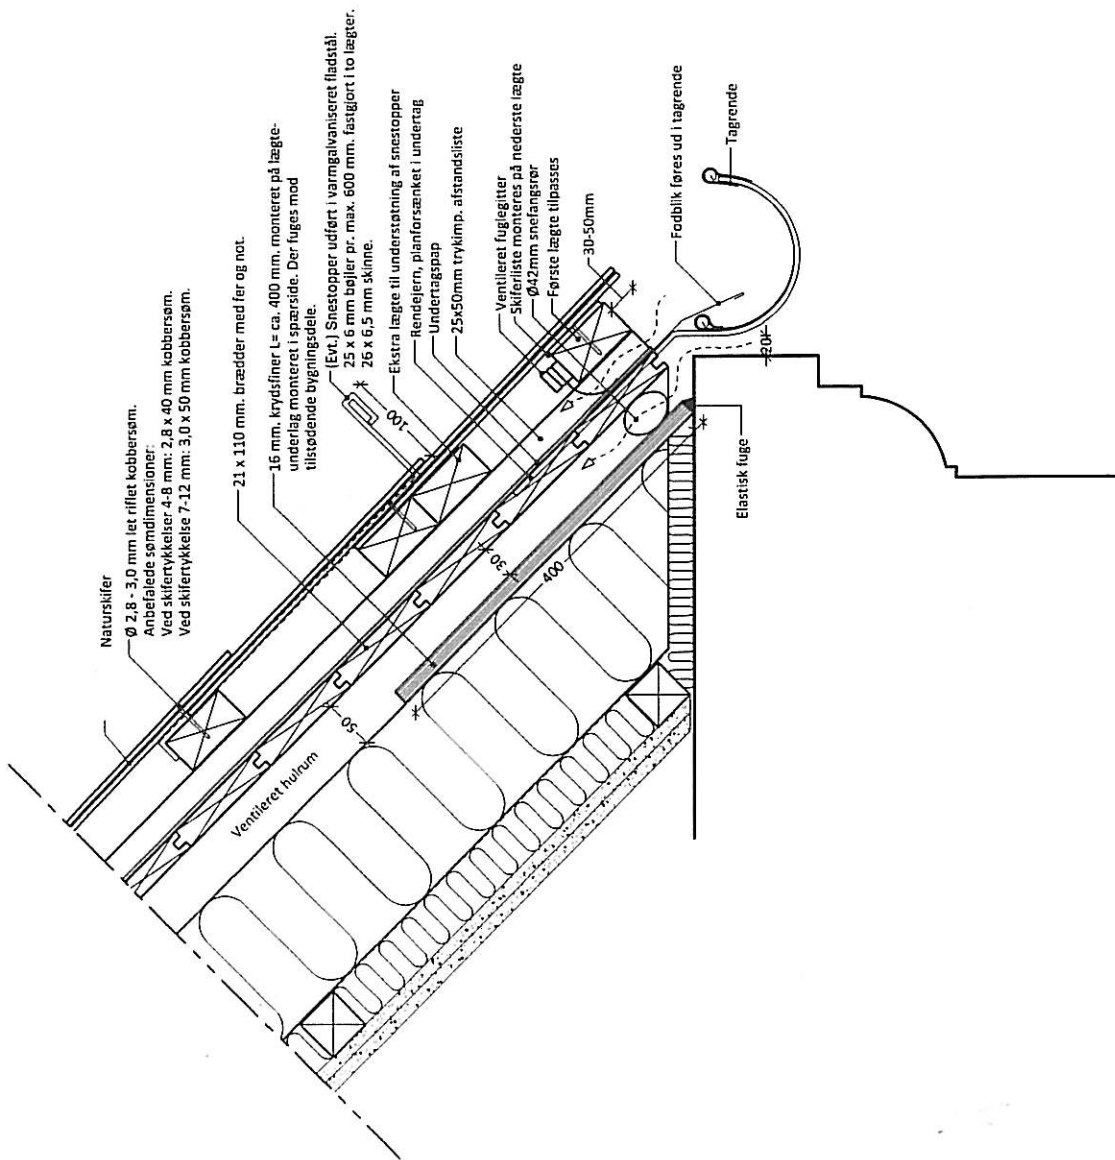 Naturskifer
Ø 2,8 - 3,0 mm let riflet kobbersøm.
Anbefalede sømdimensioner:
Ved skifertykkelser 4-8 mm: 2,8 x 40 mm kobbersøm.
Ved skifertykkelse 7-12 mm: 3,0 x 50 mm kobbersøm.
21 x 110 mm. brædder med fer og not.
16 mm. krydsfiner L= ca. 400 mm. monteret på lægte-
underlag monteret i spærside. Der fuges mod
tilstødende bygningsdele.
(Evt.) Snestopper udført i varmgalvaniseret fladstål.
25 x 6 mm bøjler pr. max. 600 mm. fastgjort i to lægter.
26 x 6,5 mm skinne.
100
Ekstra lægte til understøtning af snestopper
Rendejern, planforsænket i undertag
Undertagspap
25x50mm trykimp. afstandsliste
Ventileret fuglegitter
Skiferliste monteres på nederste lægte
Ø42mm snefangsrør
Første lægte tilpasses
30-50mm
Fodblik føres ud i tagrende
Tagrende
Ventileret hulrum
50
30
400
20
Elastisk fuge